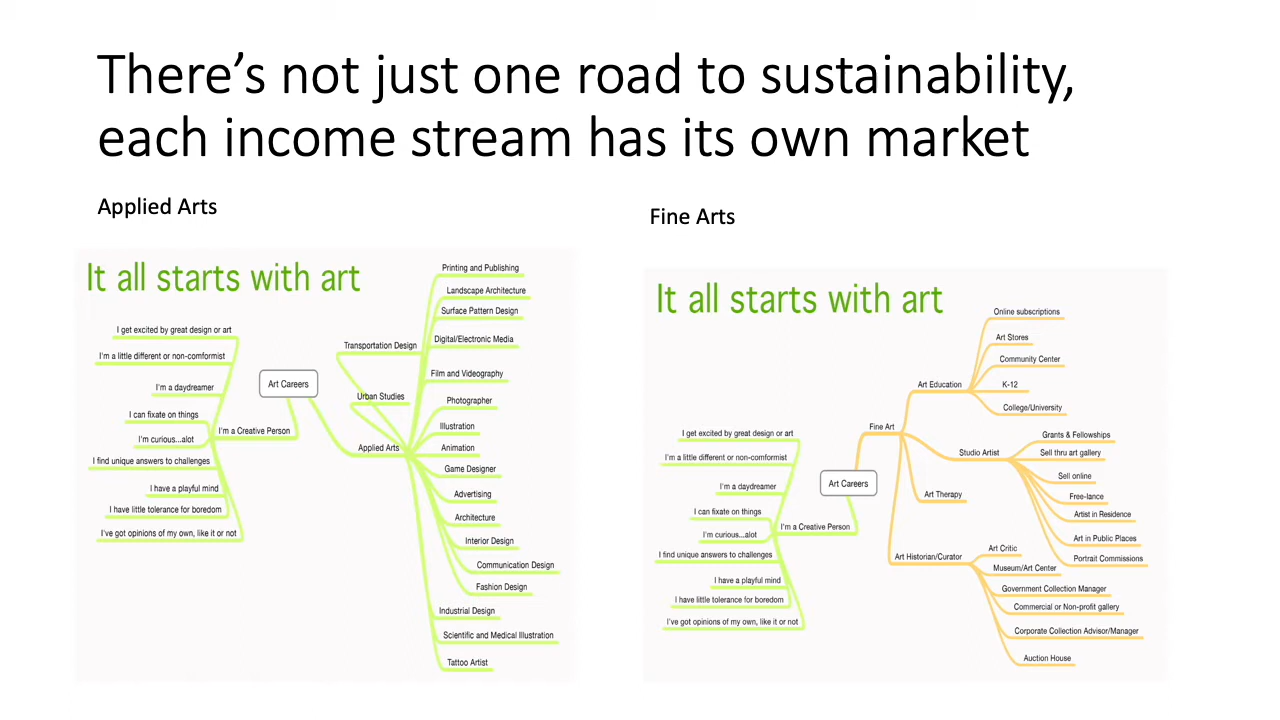 There's not just one road to sustainability,
each income stream has its own market
Applied Arts
It all starts with art
I get excited by great design or art
I'm a little different or non-comformist
I'm a daydreamer
I can fixate on things
I'm curious...alot
I find unique answers to challenges
I have a playful mind
I have little tolerance for boredom
I've got opinions of my own, like it or not
I'm a Creative Person
Art Careers
Applied Arts
Transportation Design
Urban Studies
Printing and Publishing
Landscape Architecture
Surface Pattern Design
Digital/Electronic Media
Film and Videography
Photographer
Illustration
Animation
Game Designer
Advertising
Architecture
Interior Design
Communication Design
Fashion Design
Industrial Design
Scientific and Medical Illustration
Tattoo Artist
Fine Arts
It all starts with art
I get excited by great design or art
I'm a little different or non-comformist
I'm a daydreamer
I can fixate on things
I'm curious...alot
I find unique answers to challenges
I have a playful mind
I have little tolerance for boredom
I've got opinions of my own, like it or not
I'm a Creative Person
Art Careers
Fine Art
Art Education
Online subscriptions
Art Stores
Community Center
K-12
College/University
Studio Artist
Grants & Fellowships
Sell thru art gallery
Sell online
Free-lance
Artist in Residence
Art in Public Places
Portrait Commissions
Art Therapy
Art Historian/Curator
Art Critic
Museum/Art Center
Government Collection Manager
Commercial or Non-profit gallery
Corporate Collection Advisor/Manager
Auction House